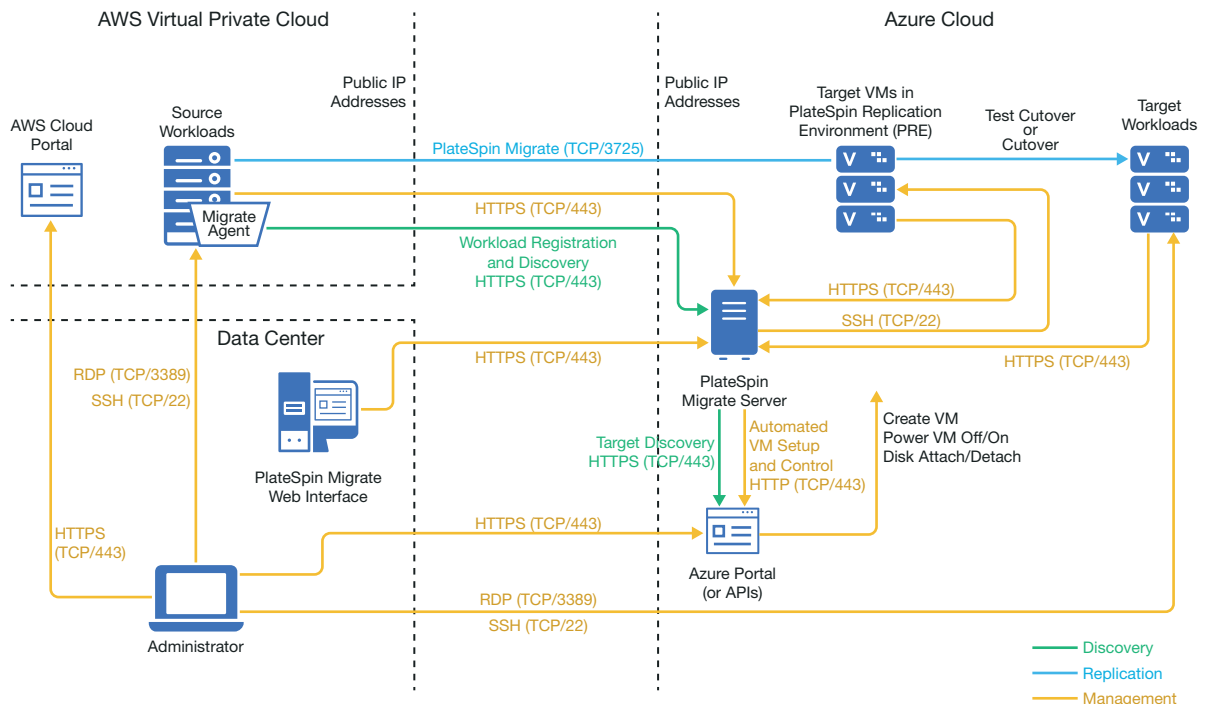 AWS Virtual Private Cloud
Azure Cloud
Public IP
Addresses
Public IP
Addresses
AWS Cloud
Portal
Source
Workloads
Target VMs in
PlateSpin Replication
Environment (PRE)
Test Cutover
or
Cutover
Target
Workloads
PlateSpin Migrate (TCP/3725)
V
V
V
V
V
V
HTTPS (TCP/443)
Migrate
Agent
Workload Registration
and Discovery
HTTPS (TCP/443)
HTTPS (TCP/443)
SSH (TCP/22)
HTTPS (TCP/443)
Data Center
HTTPS (TCP/443)
RDP (TCP/3389)
SSH (TCP/22)
PlateSpin
Migrate Server
PlateSpin Migrate
Web Interface
Target Discovery
HTTPS (TCP/443)
Automated
VM Setup
and Control
HTTP (TCP/443)
Create VM
Power VM Off/On
Disk Attach/Detach
HTTPS
(TCP/443)
HTTPS (TCP/443)
Azure Portal
(or APIs)
RDP (TCP/3389)
SSH (TCP/22)
Administrator
Discovery
Replication
Management